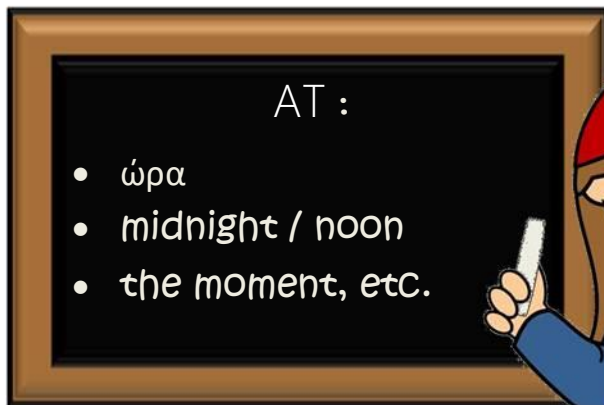 AT :
• ώρα
• midnight / noon
• the moment, etc.